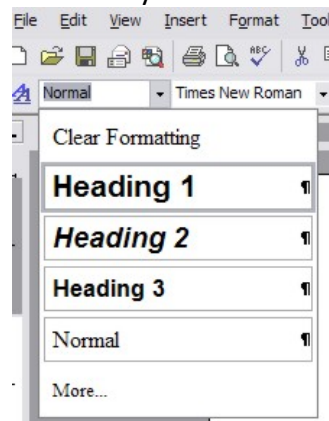 File Edit View Insert Format
ABC
Normal Times New Roman
Clear Formatting
Heading 1 ¶
Heading 2 ¶
Heading 3 ¶
Normal ¶
More...